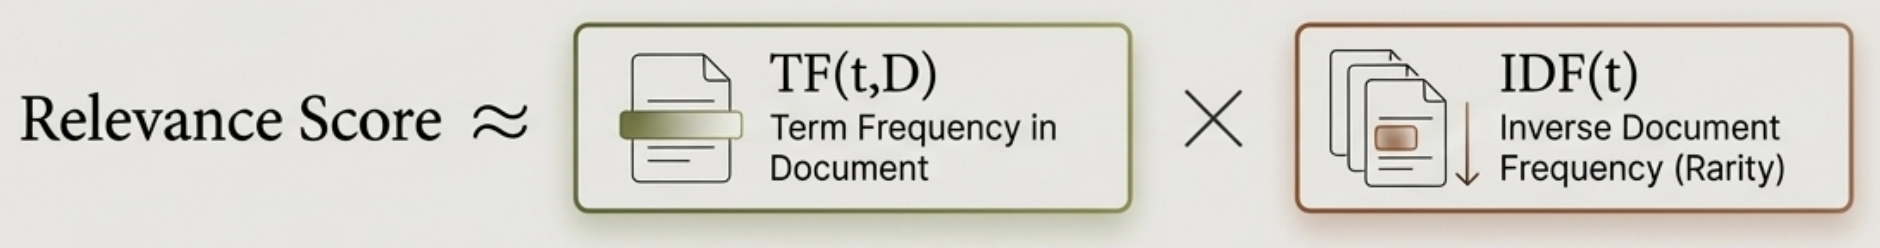 Relevance Score ≈
TF(t,D)
Term Frequency in
Document
×
IDF(t)
Inverse Document
Frequency (Rarity)